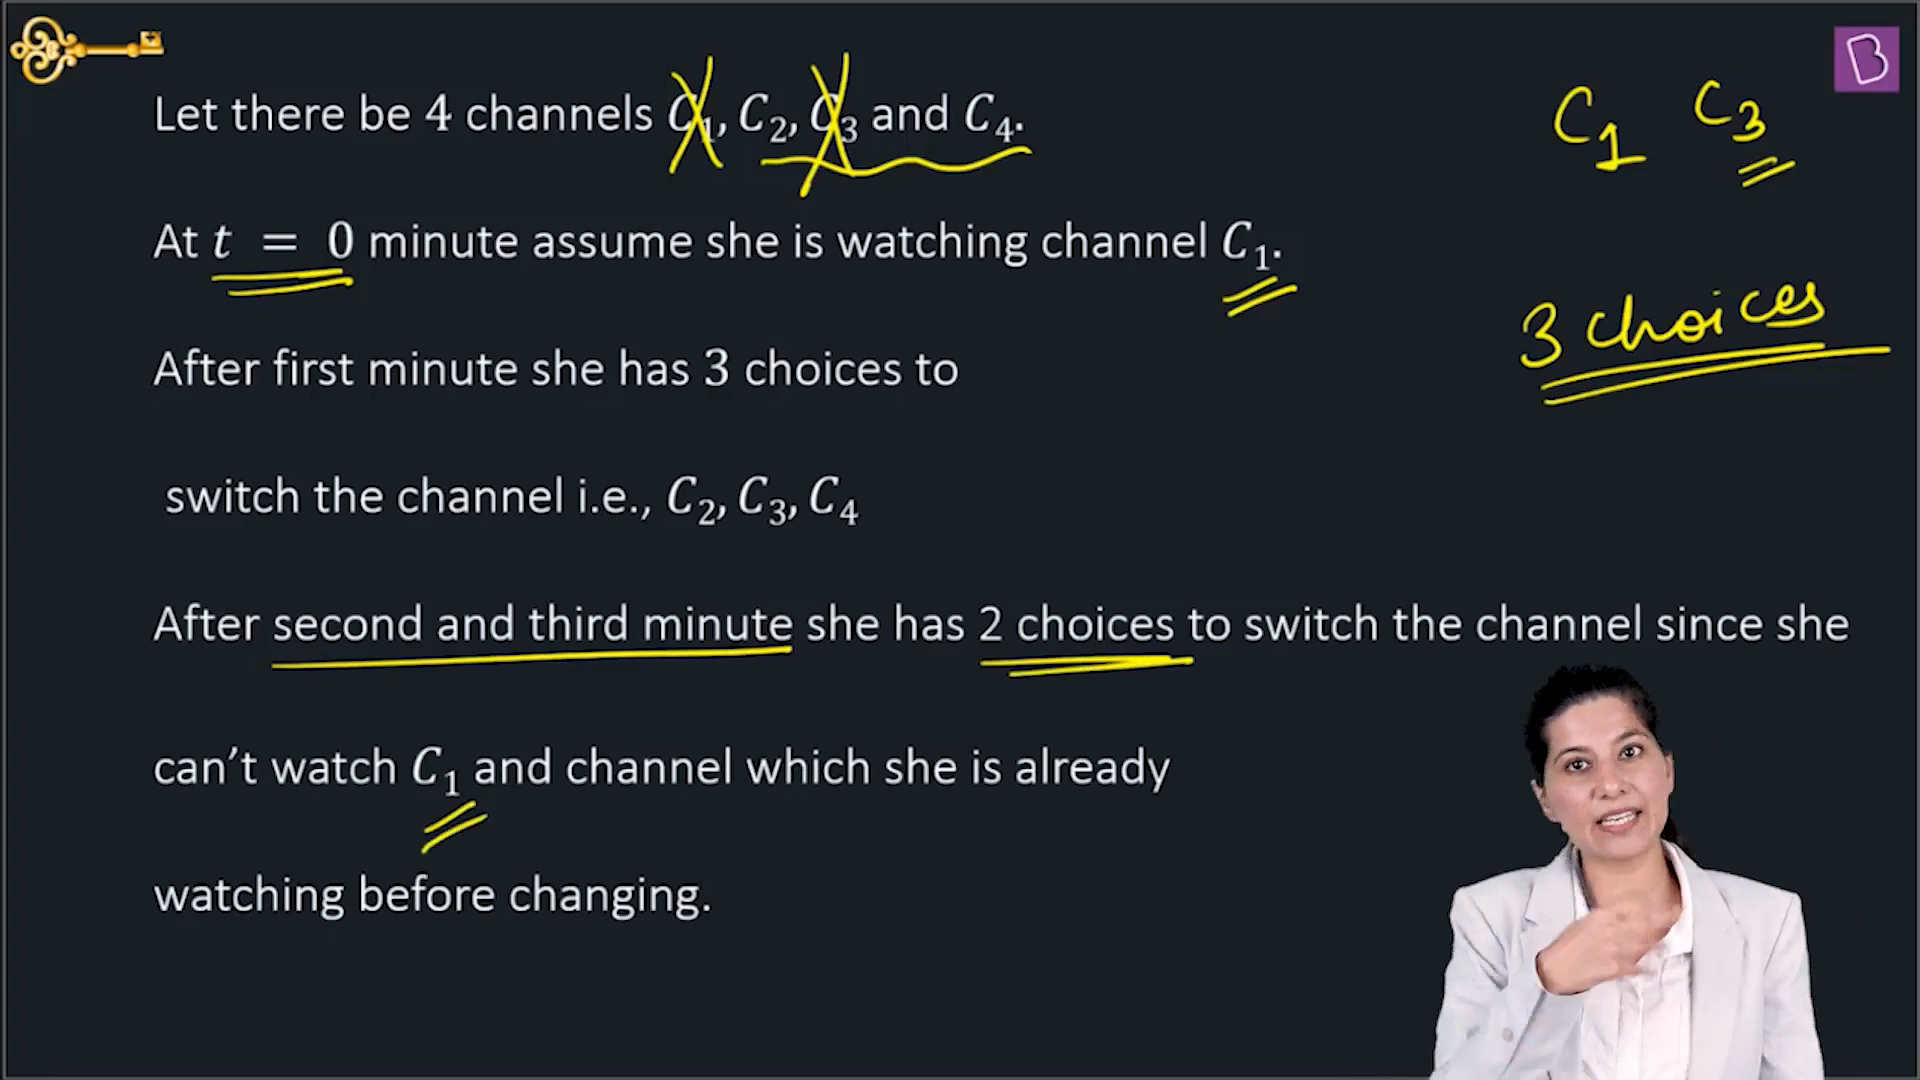 Let there be 4 channels C₁, C₂, C₃ and C₄.
C₁ C₃
At t = 0 minute assume she is watching channel C₁.
3 choices
After first minute she has 3 choices to
switch the channel i.e., C₂, C₃, C₄
After second and third minute she has 2 choices to switch the channel since she
can’t watch C₁ and channel which she is already
watching before changing.
B